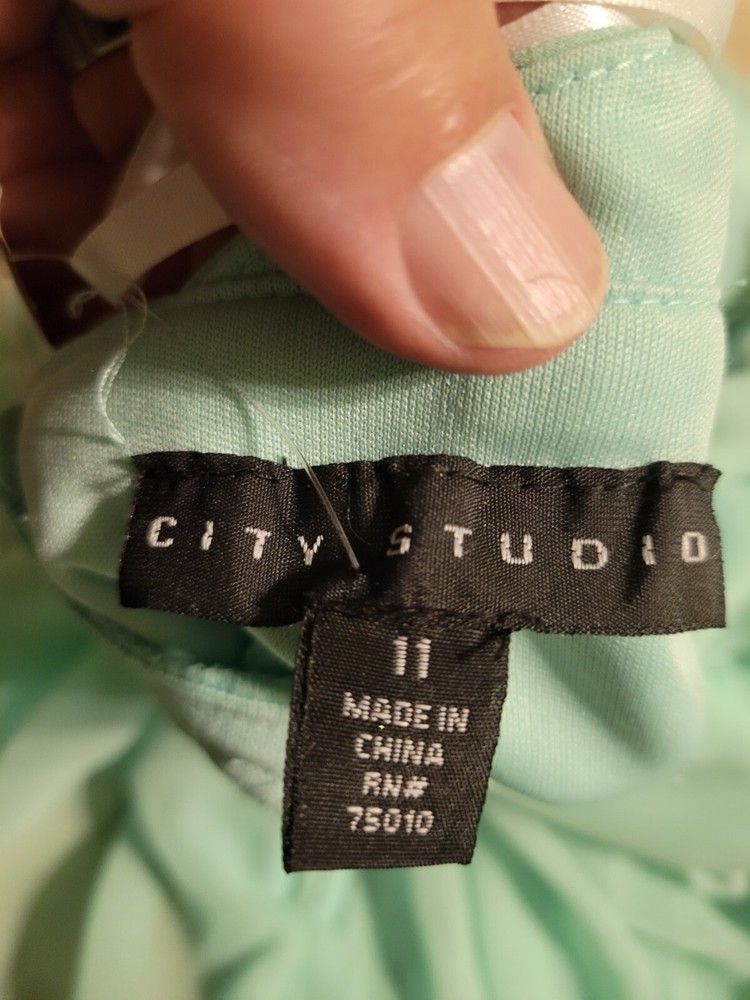 CITY STUDIO
11
MADE IN
CHINA
RN#
75010